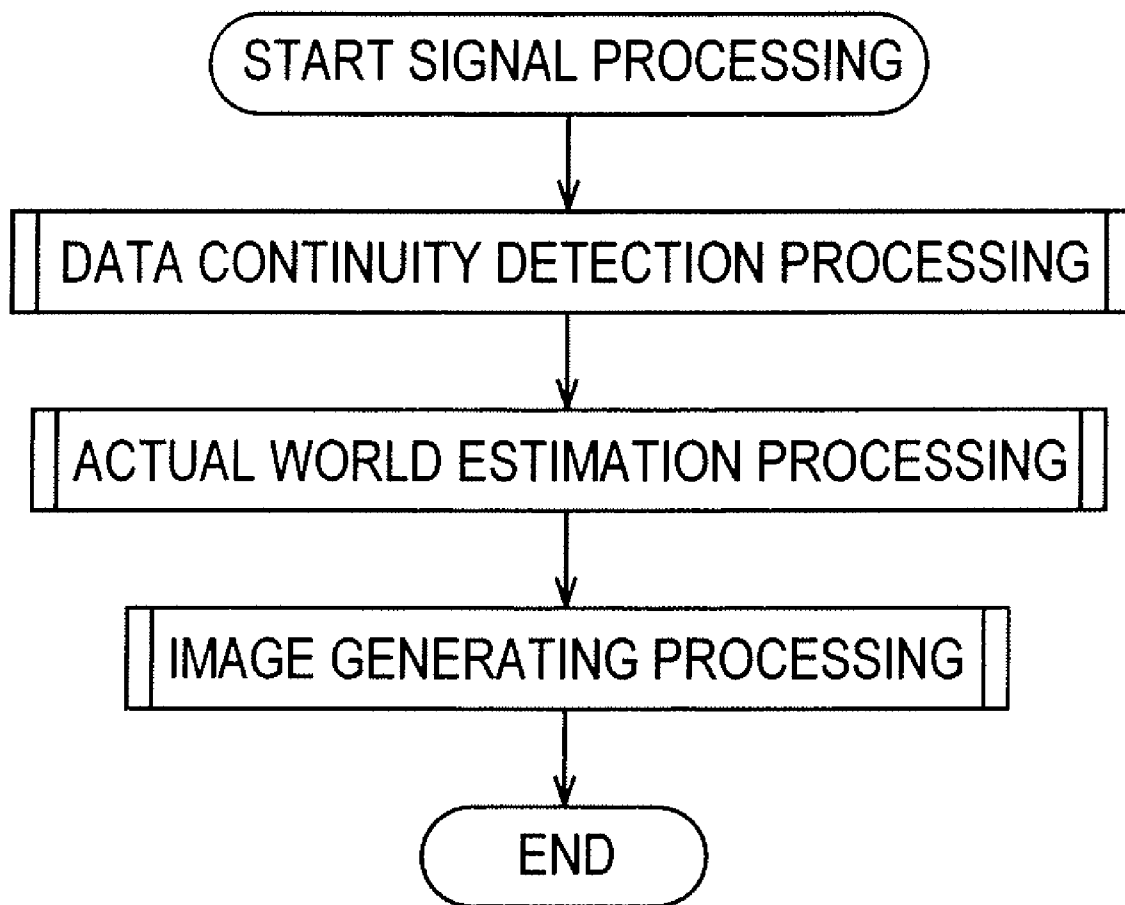 START SIGNAL PROCESSING
DATA CONTINUITY DETECTION PROCESSING
ACTUAL WORLD ESTIMATION PROCESSING
IMAGE GENERATING PROCESSING
END